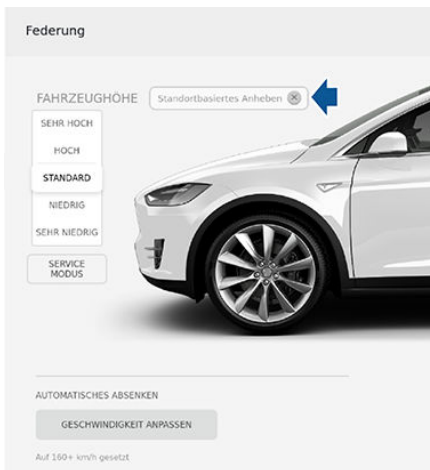 Federung
FAHRZEUGHÖHE
Standortbasiertes Anheben
SEHR HOCH
HOCH
STANDARD
NIEDRIG
SEHR NIEDRIG
SERVICE
MODUS
AUTOMATISCHES ABSENKEN
GESCHWINDIGKEIT ANPASSEN
Auf 160+ km/h gesetzt